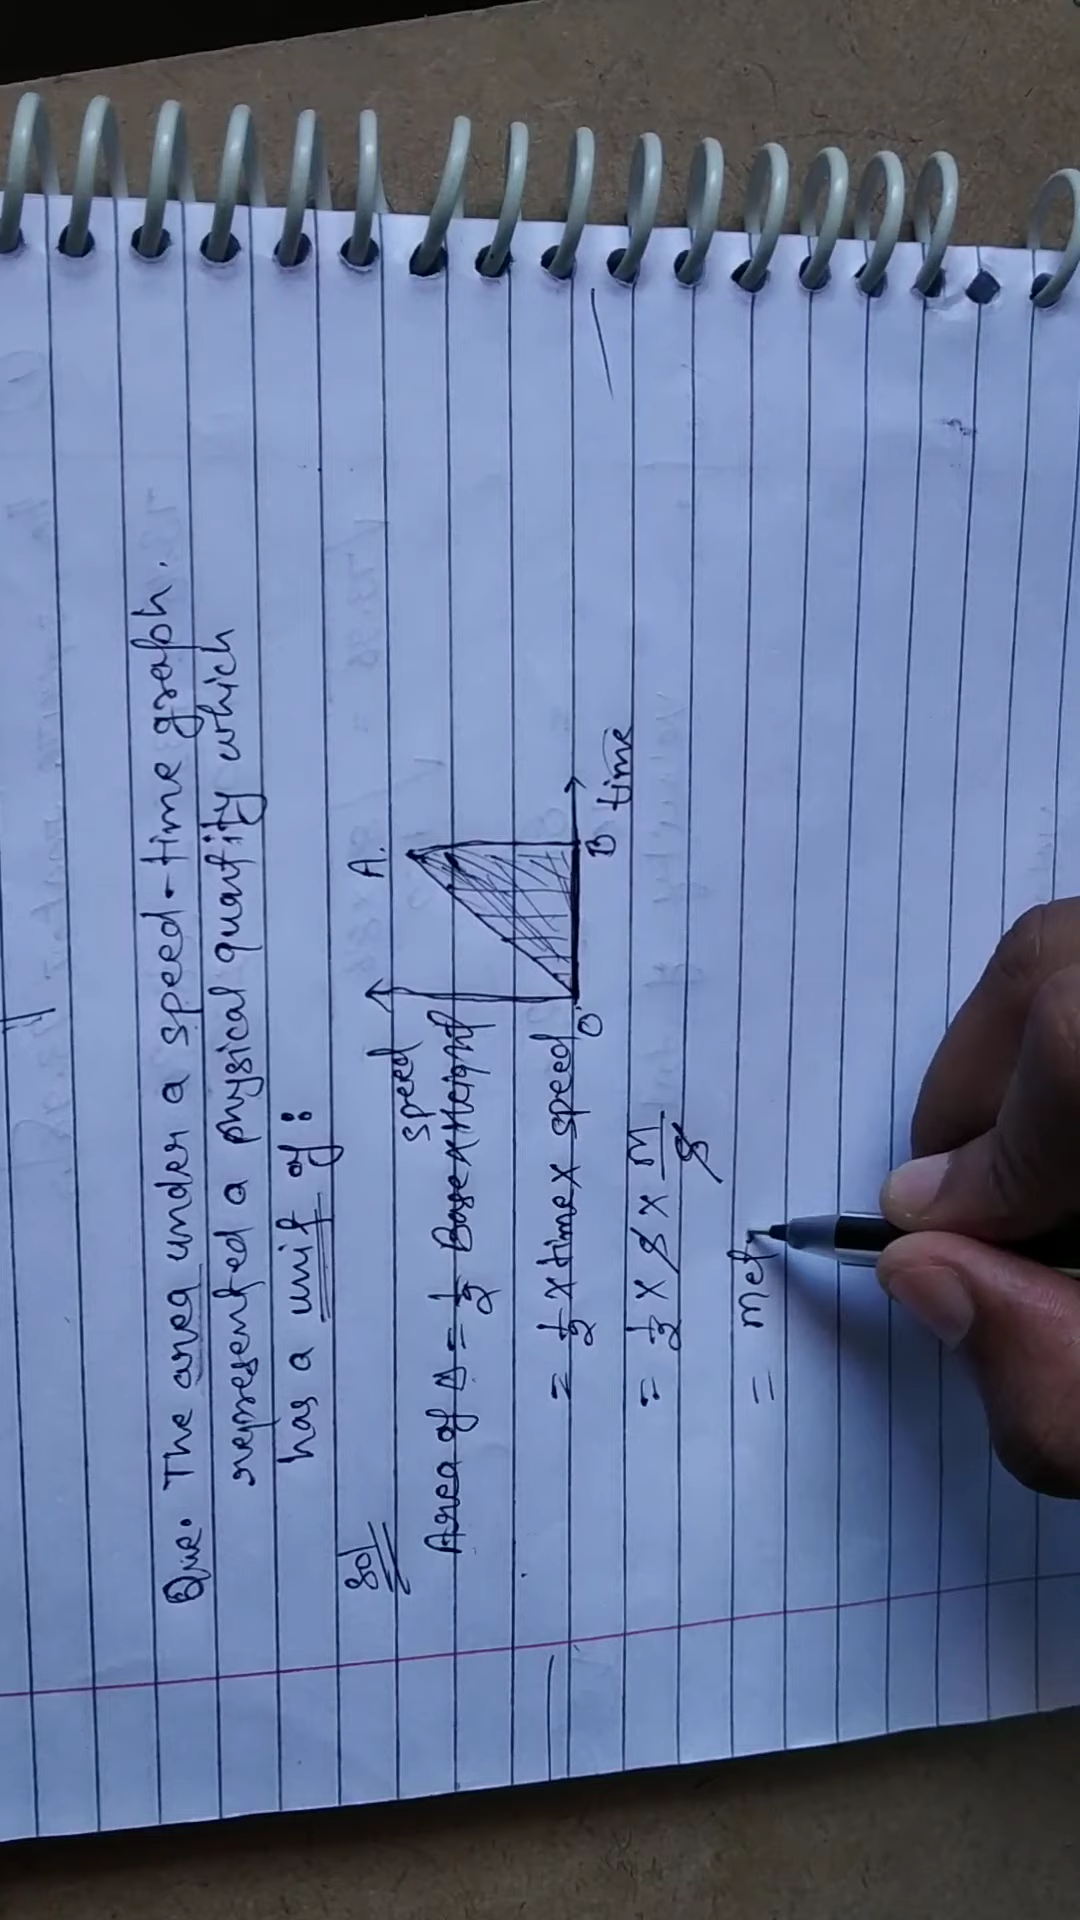 Que. The area under a speed-time graph.
represented a physical quantity which
has a unit of :
Sol
Speed
A.
Area of Δ = 1/2 Base × Height
O
B
time
= 1/2 × time × speed
= 1/2 × s × m/s
= met